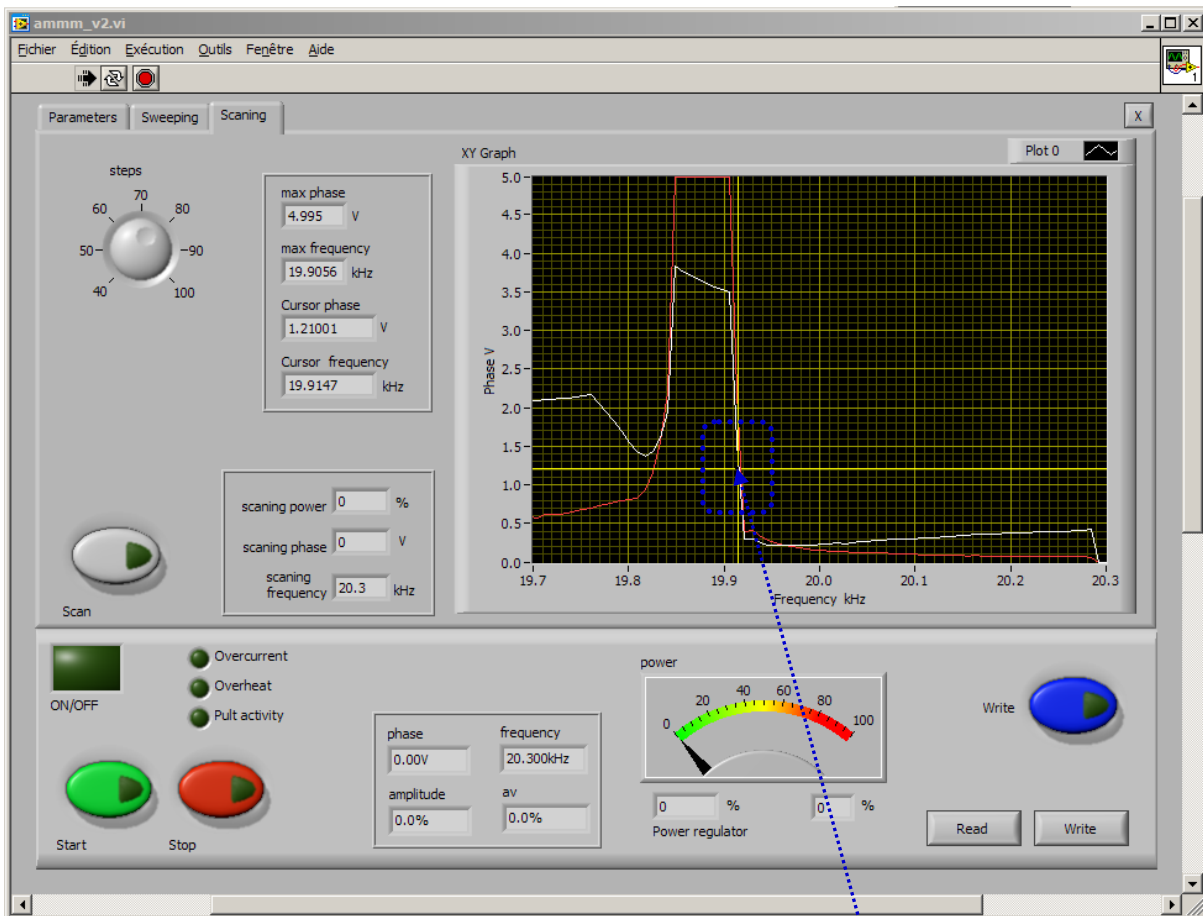 ammm_v2.vi
Fichier Édition Exécution Outils Fenêtre Aide
1
Parameters Sweeping Scaning X
steps
40 50 60 70 80 90 100
max phase
4.995 V
max frequency
19.9056 kHz
Cursor phase
1.21001 V
Cursor frequency
19.9147 kHz
XY Graph Plot 0
Phase V
5.0
4.5
4.0
3.5
3.0
2.5
2.0
1.5
1.0
0.5
0.0
19.7 19.8 19.9 20.0 20.1 20.2 20.3
Frequency kHz
scaning power 0 %
scaning phase 0 V
scaning
frequency 20.3 kHz
Scan
ON/OFF
Overcurrent
Overheat
Pult activity
Start Stop
phase frequency
0.00V 20.300kHz
amplitude av
0.0% 0.0%
power
0 20 40 60 80 100
0 % 0 %
Power regulator
Write
Read Write